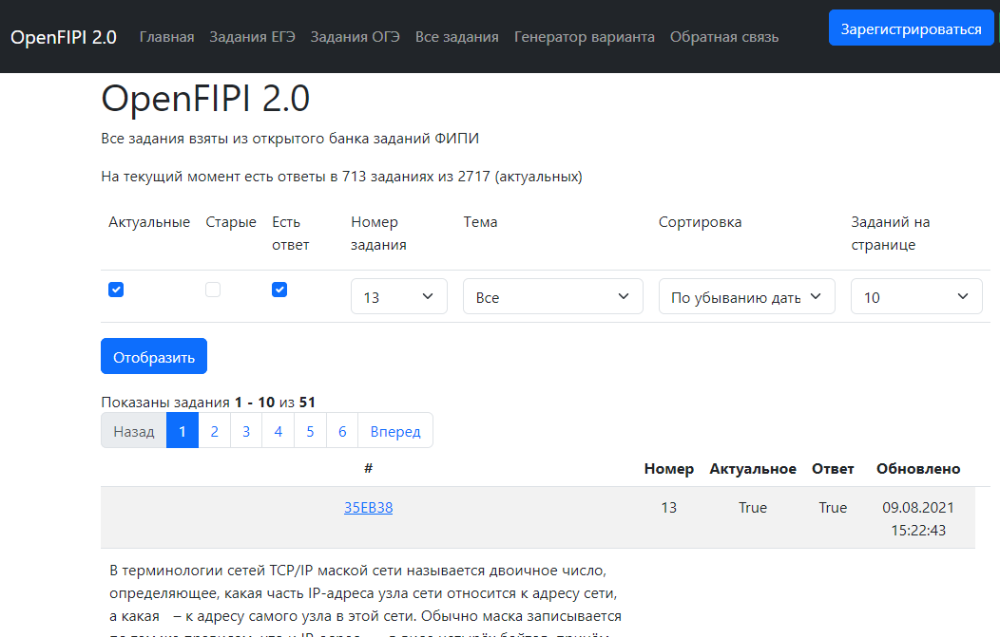 OpenFIPI 2.0 Главная Задания ЕГЭ Задания ОГЭ Все задания Генератор варианта Обратная связь Зарегистрироваться
OpenFIPI 2.0
Все задания взяты из открытого банка заданий ФИПИ
На текущий момент есть ответы в 713 заданиях из 2717 (актуальных)
Актуальные Старые Есть ответ Номер задания Тема Сортировка Заданий на странице
13 Все По убыванию даты 10
Отобразить
Показаны задания 1 - 10 из 51
Назад 1 2 3 4 5 6 Вперед
# Номер Актуальное Ответ Обновлено
35EB38 13 True True 09.08.2021
15:22:43
В терминологии сетей TCP/IP маской сети называется двоичное число,
определяющее, какая часть IP-адреса узла сети относится к адресу сети,
а какая – к адресу самого узла в этой сети. Обычно маска записывается